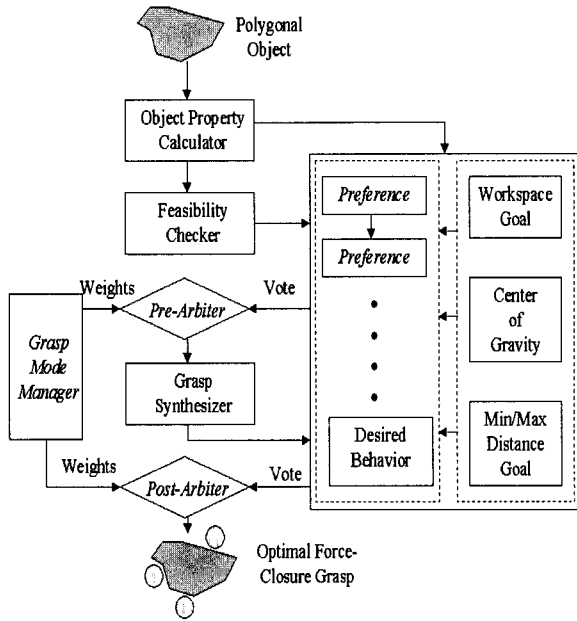 Polygonal
Object
Object Property
Calculator
Feasibility
Checker
Preference
Preference
Workspace
Goal
Weights
Vote
Pre-Arbiter
Center
of
Gravity
Grasp
Mode
Manager
Grasp
Synthesizer
Desired
Behavior
Min/Max
Distance
Goal
Weights
Vote
Post-Arbiter
Optimal Force-
Closure Grasp